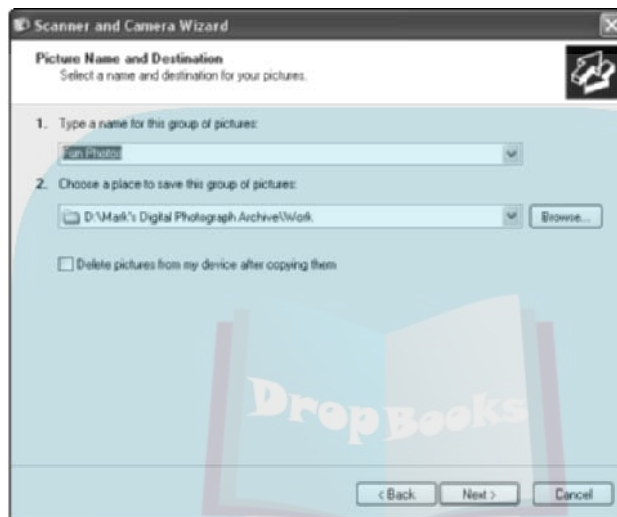 Scanner and Camera Wizard
Picture Name and Destination
Select a name and destination for your pictures.
1. Type a name for this group of pictures:
Fan Photos
2. Choose a place to save this group of pictures:
D:\Mark's Digital Photograph Archive\Work
Browse...
Delete pictures from my device after copying them
DropBooks
< Back
Next >
Cancel